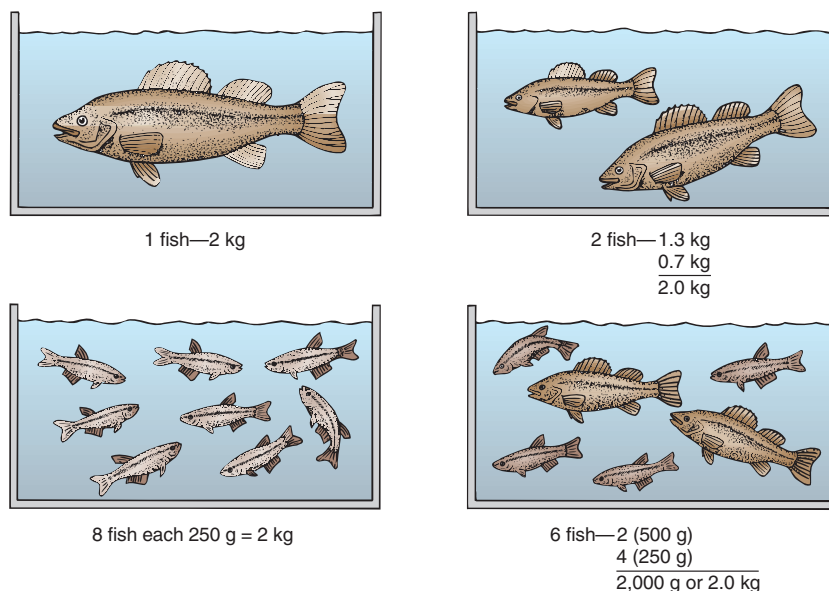 1 fish—2 kg
2 fish—1.3 kg
0.7 kg
2.0 kg
8 fish each 250 g = 2 kg
6 fish—2 (500 g)
4 (250 g)
2,000 g or 2.0 kg